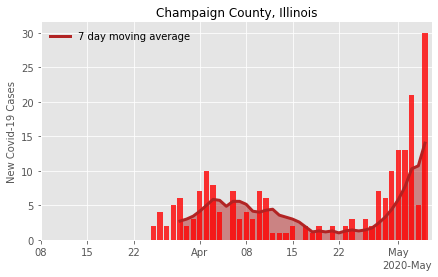 Champaign County, Illinois
7 day moving average
New Covid-19 Cases
30
25
20
15
10
5
0
08
15
22
Apr
08
15
22
May
2020-May